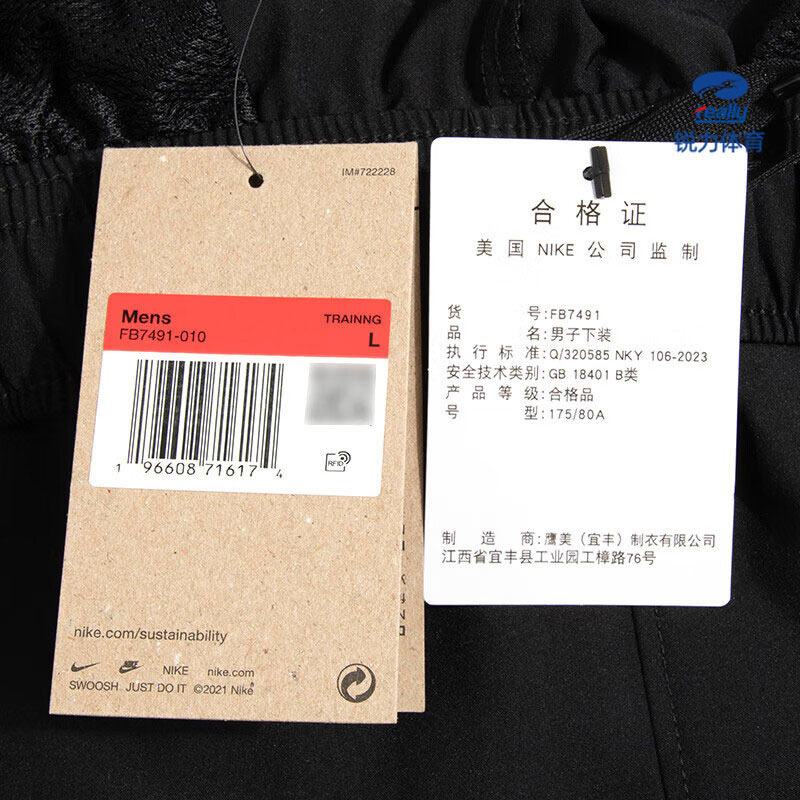 really
锐力体育
IM#722228
Mens
TRAINNG
FB7491-010
L
1 96608 71617 4
RFID
nike.com/sustainability
NIKE nike.com
SWOOSH JUST DO IT ©2021 Nike
合格证
美国NIKE公司监制
货号:FB7491
品名:男子下装
执行标准:Q/320585 NKY 106-2023
安全技术类别:GB 18401 B类
产品等级:合格品
号型:175/80A
制造商:鹰美（宜丰）制衣有限公司
江西省宜丰县工业园工樟路76号